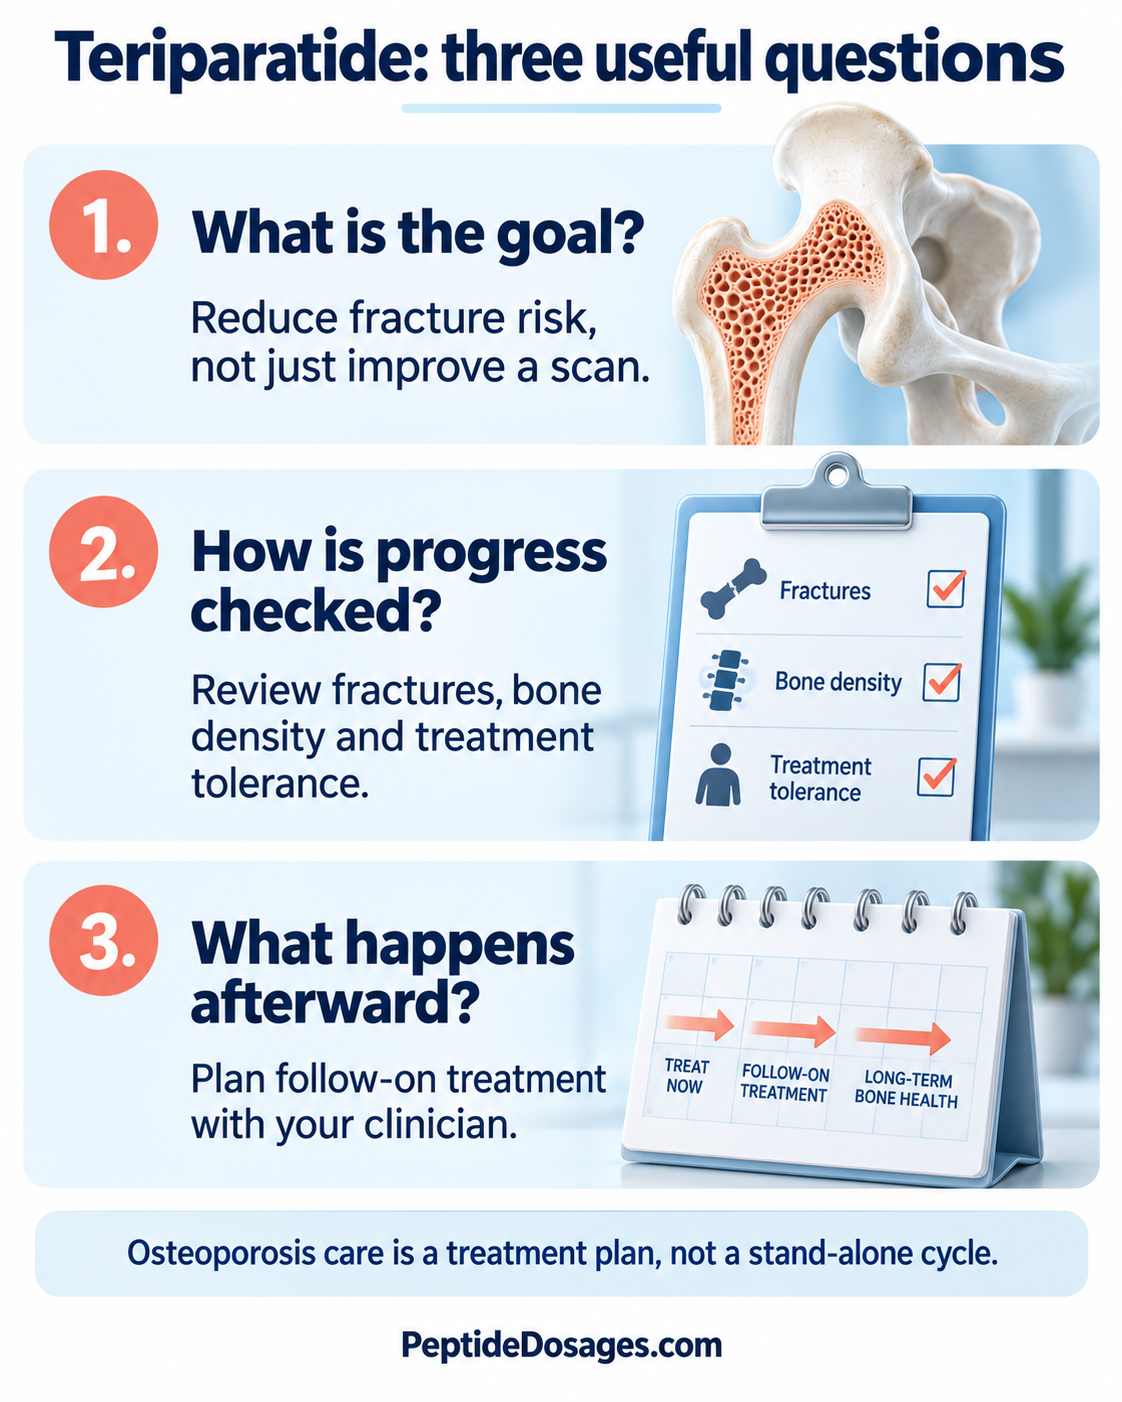 Teriparatide: three useful questions
1.
What is the goal?
Reduce fracture risk,
not just improve a scan.
2.
How is progress
checked?
Review fractures, bone
density and treatment
tolerance.
Fractures
Bone density
Treatment
tolerance
3.
What happens
afterward?
Plan follow-on treatment
with your clinician.
TREAT
NOW
FOLLOW-ON
TREATMENT
LONG-TERM
BONE HEALTH
Osteoporosis care is a treatment plan, not a stand-alone cycle.
PeptideDosages.com